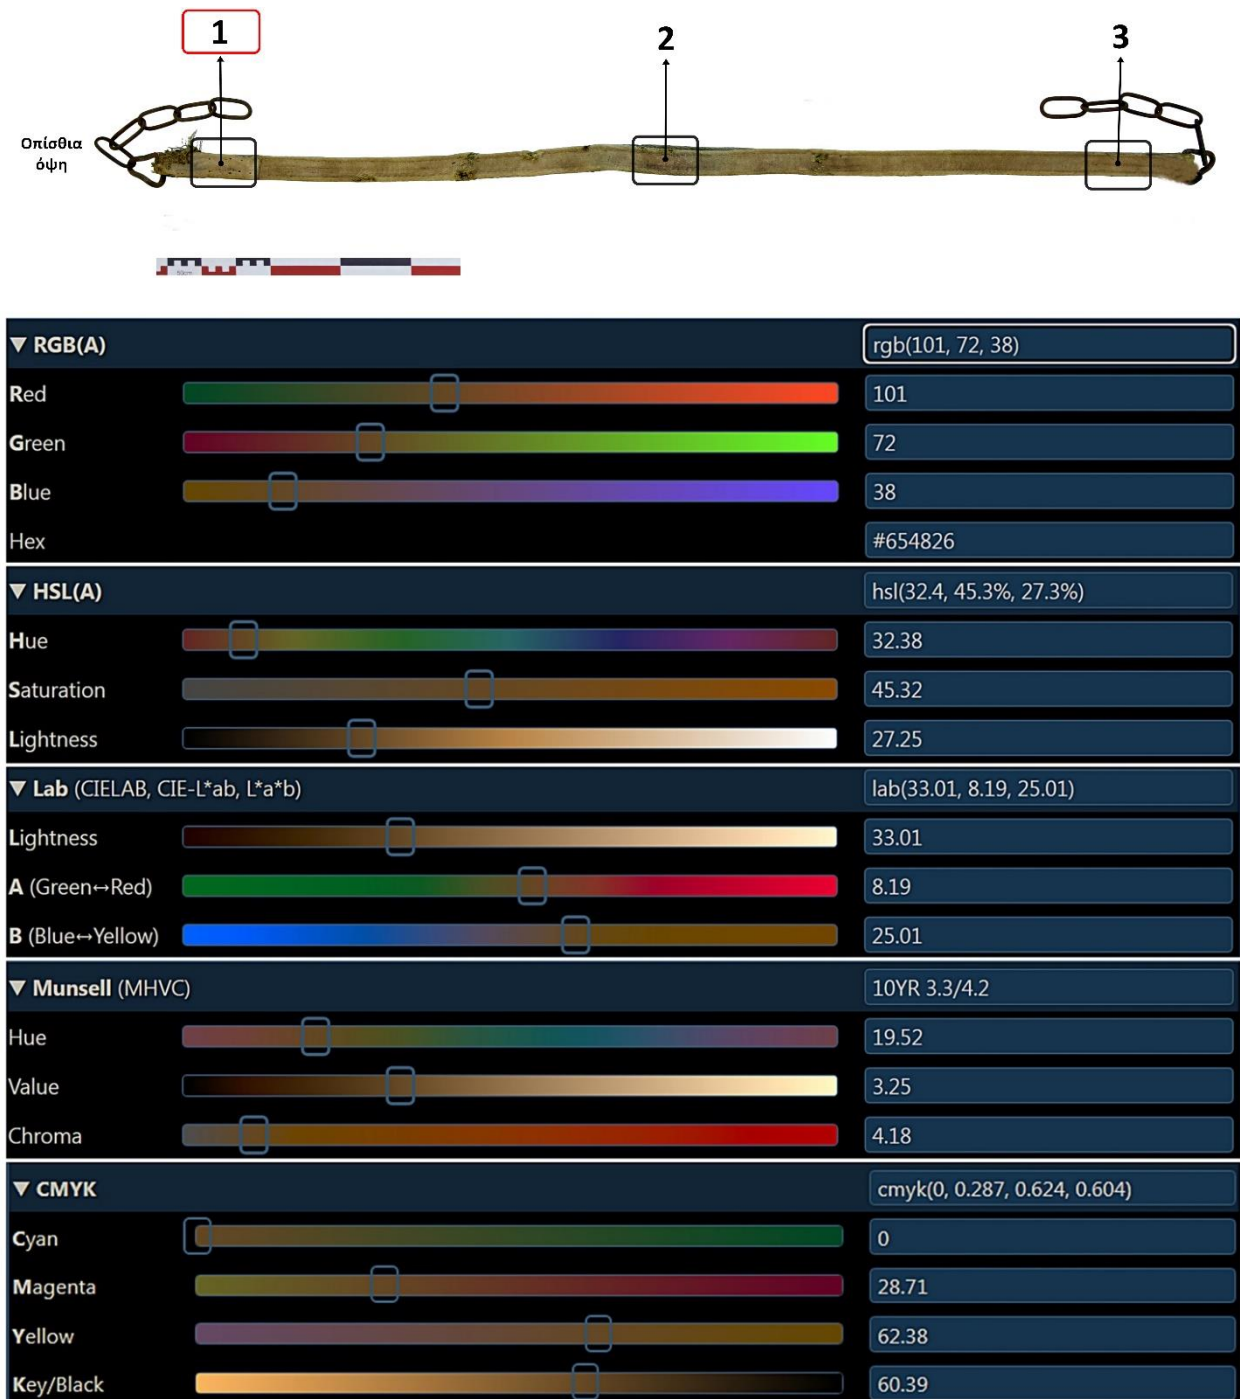 1
2
3
Οπίσθια
όψη
50cm
▼ RGB(A) rgb(101, 72, 38)
Red 101
Green 72
Blue 38
Hex #654826
▼ HSL(A) hsl(32.4, 45.3%, 27.3%)
Hue 32.38
Saturation 45.32
Lightness 27.25
▼ Lab (CIELAB, CIE-L*ab, L*a*b) lab(33.01, 8.19, 25.01)
Lightness 33.01
A (Green↔Red) 8.19
B (Blue↔Yellow) 25.01
▼ Munsell (MHVC) 10YR 3.3/4.2
Hue 19.52
Value 3.25
Chroma 4.18
▼ CMYK cmyk(0, 0.287, 0.624, 0.604)
Cyan 0
Magenta 28.71
Yellow 62.38
Key/Black 60.39